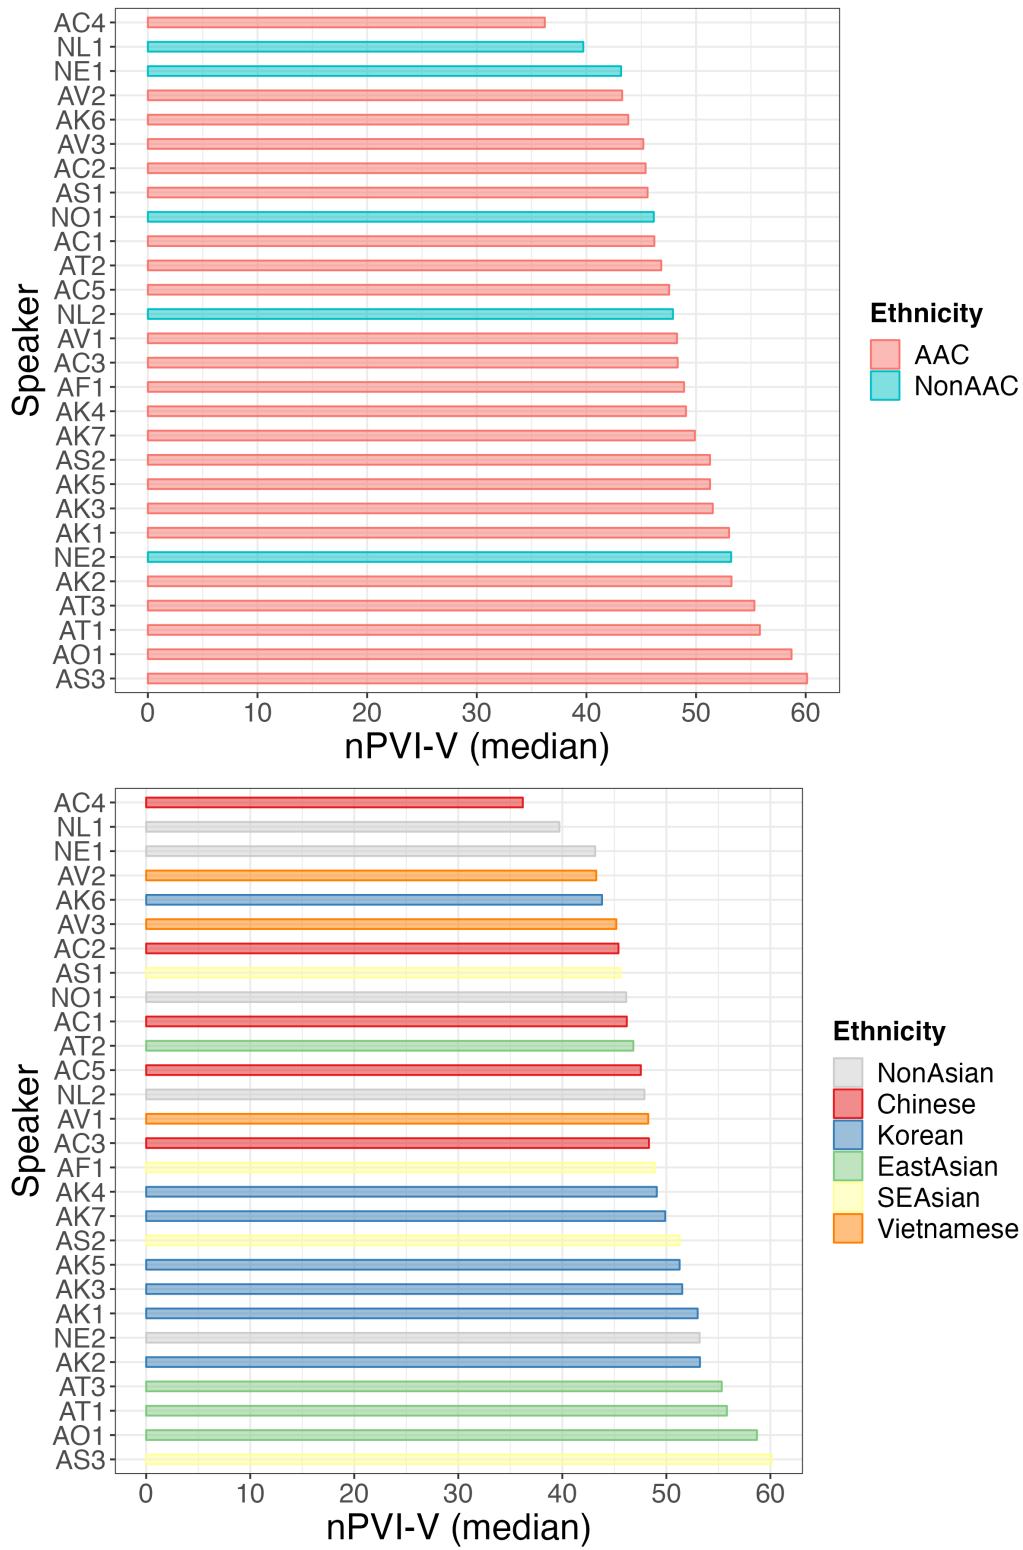 AC4
NL1
NE1
AV2
AK6
AV3
AC2
AS1
NO1
AC1
AT2
AC5
NL2
AV1
AC3
AF1
AK4
AK7
AS2
AK5
AK3
AK1
NE2
AK2
AT3
AT1
AO1
AS3
Speaker
0 10 20 30 40 50 60
nPVI-V (median)
Ethnicity
AAC
NonAAC
AC4
NL1
NE1
AV2
AK6
AV3
AC2
AS1
NO1
AC1
AT2
AC5
NL2
AV1
AC3
AF1
AK4
AK7
AS2
AK5
AK3
AK1
NE2
AK2
AT3
AT1
AO1
AS3
Speaker
0 10 20 30 40 50 60
nPVI-V (median)
Ethnicity
NonAsian
Chinese
Korean
EastAsian
SEAsian
Vietnamese